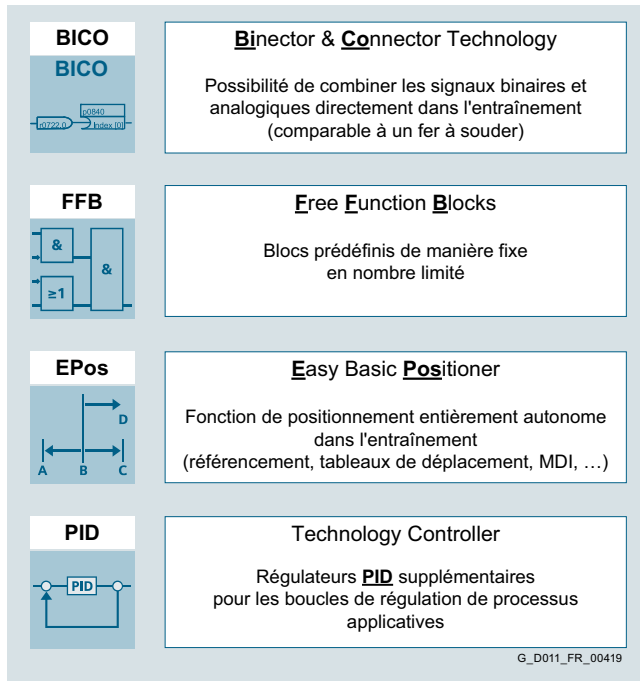 BICO
BICO
p0840
r0722.0
Index [0]
Binector & Connector Technology
Possibilité de combiner les signaux binaires et
analogiques directement dans l'entraînement
(comparable à un fer à souder)
FFB
&
&
≥1
Free Function Blocks
Blocs prédéfinis de manière fixe
en nombre limité
EPos
D
A B C
Easy Basic Positioner
Fonction de positionnement entièrement autonome
dans l'entraînement
(référencement, tableaux de déplacement, MDI, …)
PID
PID
Technology Controller
Régulateurs PID supplémentaires
pour les boucles de régulation de processus
applicatives
G_D011_FR_00419